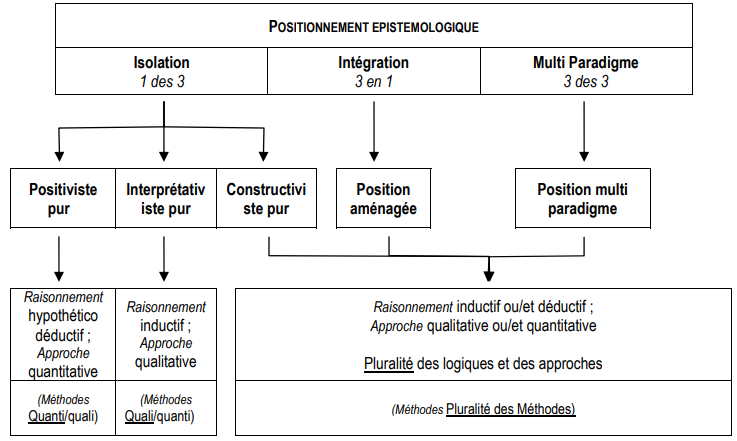 POSITIONNEMENT EPISTEMOLOGIQUE
Isolation
1 des 3
Intégration
3 en 1
Multi Paradigme
3 des 3
Positiviste
pur
Interprétativ
iste pur
Constructivi
ste pur
Position
aménagée
Position multi
paradigme
Raisonnement
hypothético
déductif ;
Approche
quantitative
Raisonnement
inductif ;
Approche
qualitative
Raisonnement inductif ou/et déductif ;
Approche qualitative ou/et quantitative
Pluralité des logiques et des approches
(Méthodes
Quanti/quali)
(Méthodes
Quali/quanti)
(Méthodes Pluralité des Méthodes)